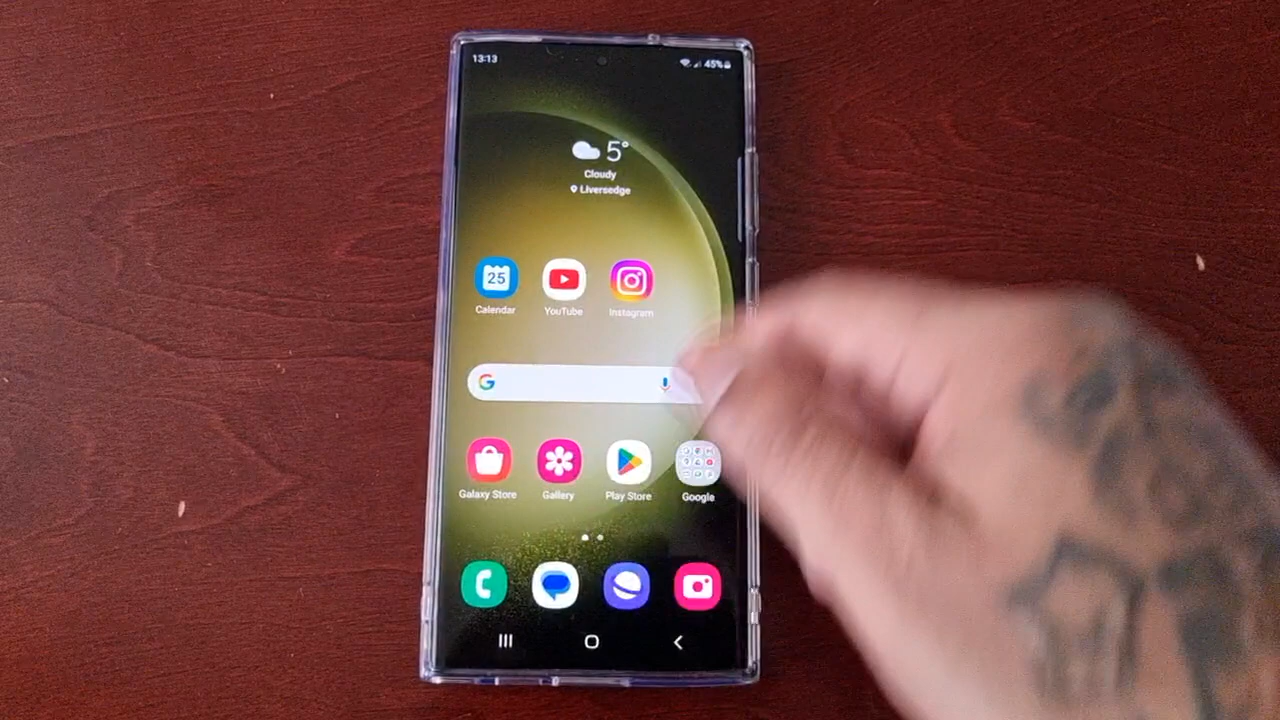 13:13 45%
5°
Cloudy
Liversedge
25
Calendar YouTube Instagram
G
Galaxy Store Gallery Play Store Google